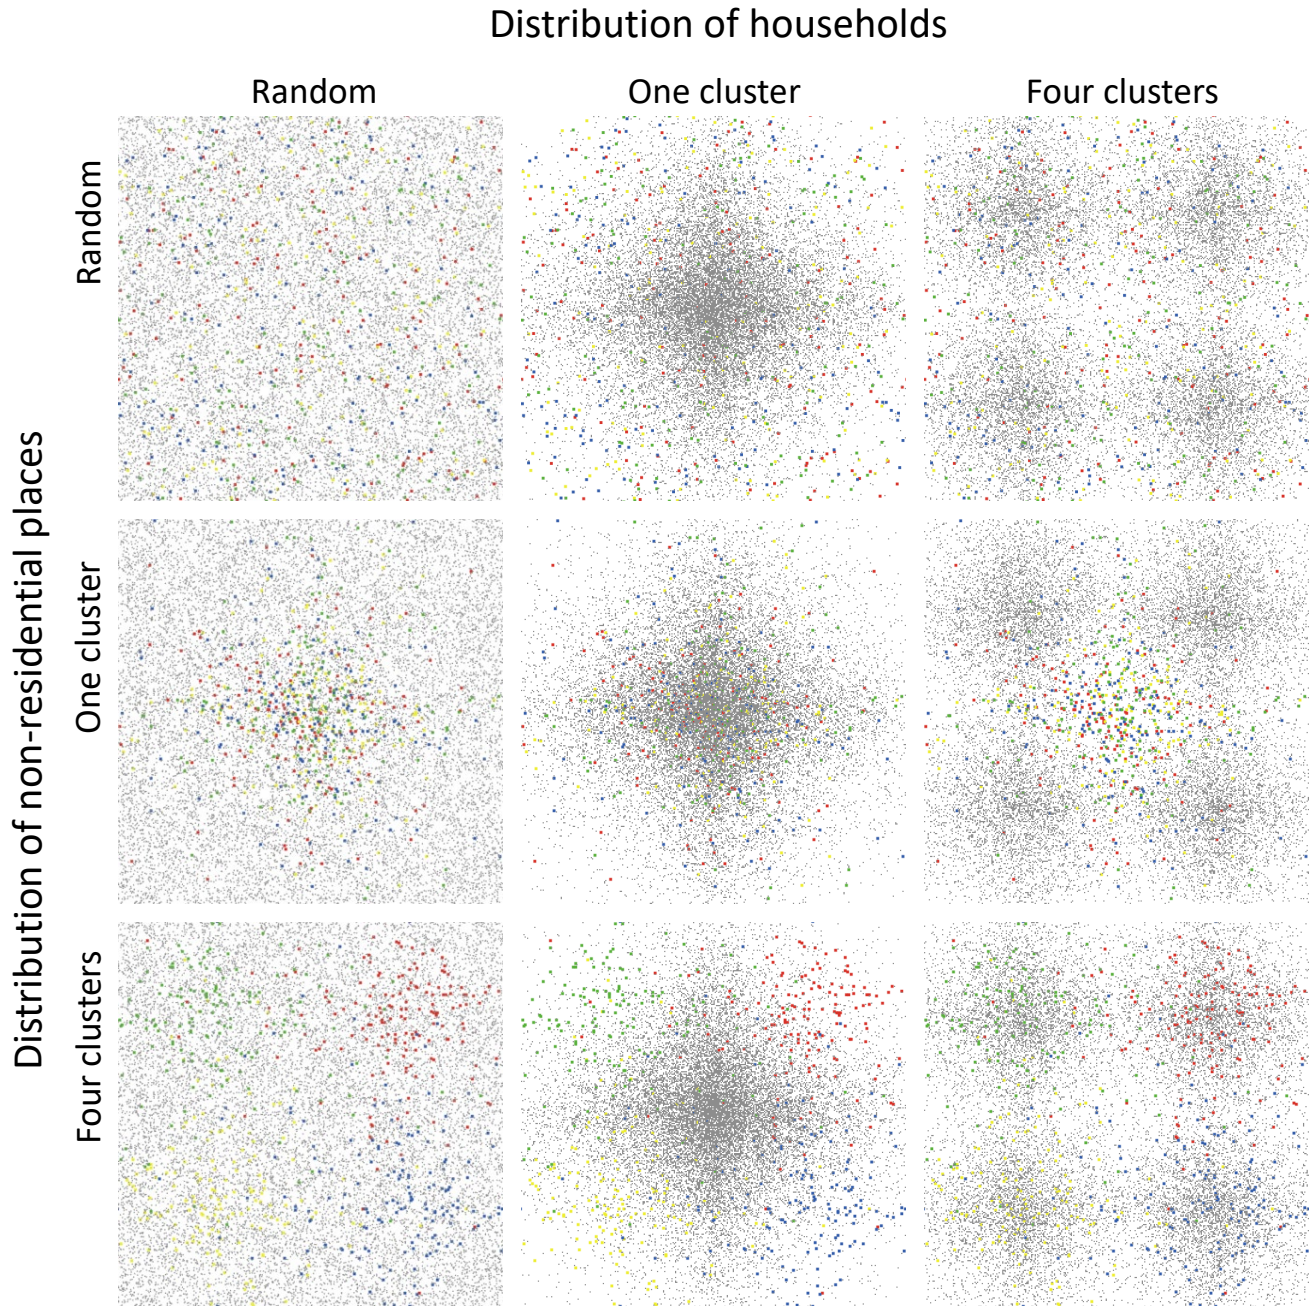 Distribution of households
Random
One cluster
Four clusters
Distribution of non-residential places
Random
One cluster
Four clusters